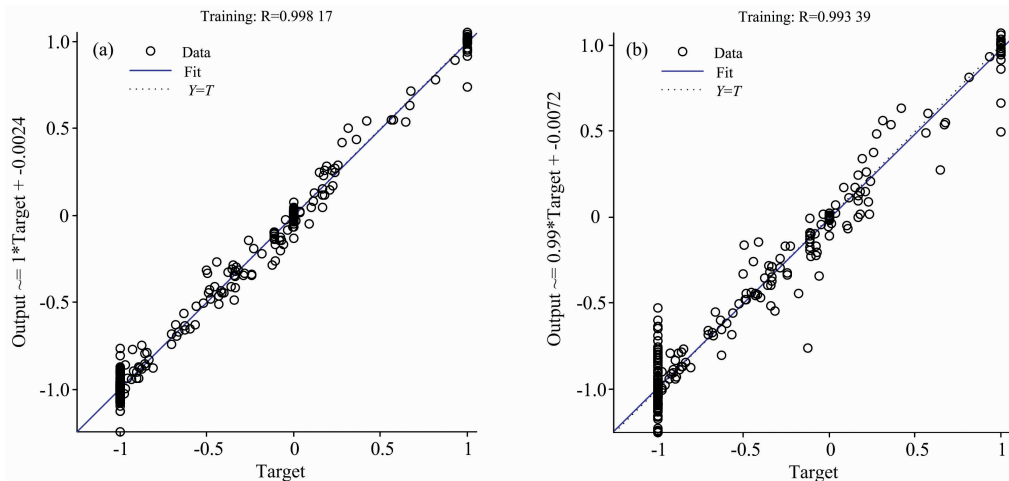 Training: R=0.998 17
(a)
Data
Fit
Y=T
Output ~= 1*Target + -0.0024
1.0
0.5
0
-0.5
-1.0
-1
-0.5
0
0.5
1
Target
Training: R=0.993 39
(b)
Data
Fit
Y=T
Output ~= 0.99*Target + -0.0072
1.0
0.5
0
-0.5
-1.0
-1
-0.5
0
0.5
1
Target